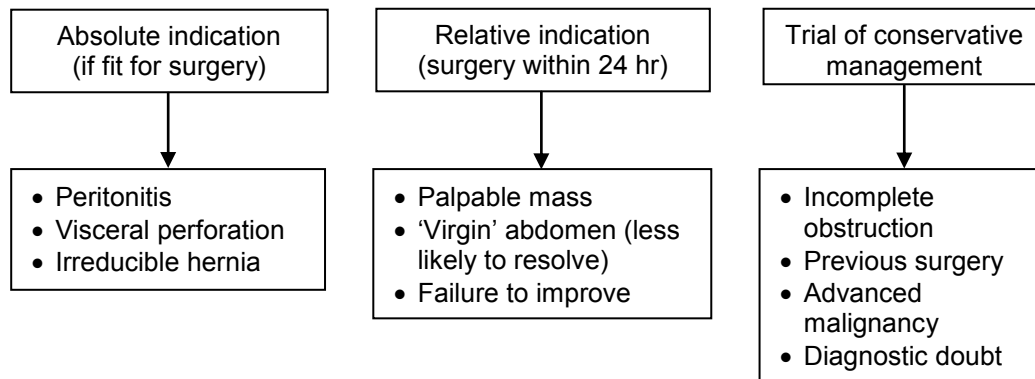 Absolute indication
(if fit for surgery)
• Peritonitis
• Visceral perforation
• Irreducible hernia
Relative indication
(surgery within 24 hr)
• Palpable mass
• ‘Virgin’ abdomen (less
likely to resolve)
• Failure to improve
Trial of conservative
management
• Incomplete
obstruction
• Previous surgery
• Advanced
malignancy
• Diagnostic doubt